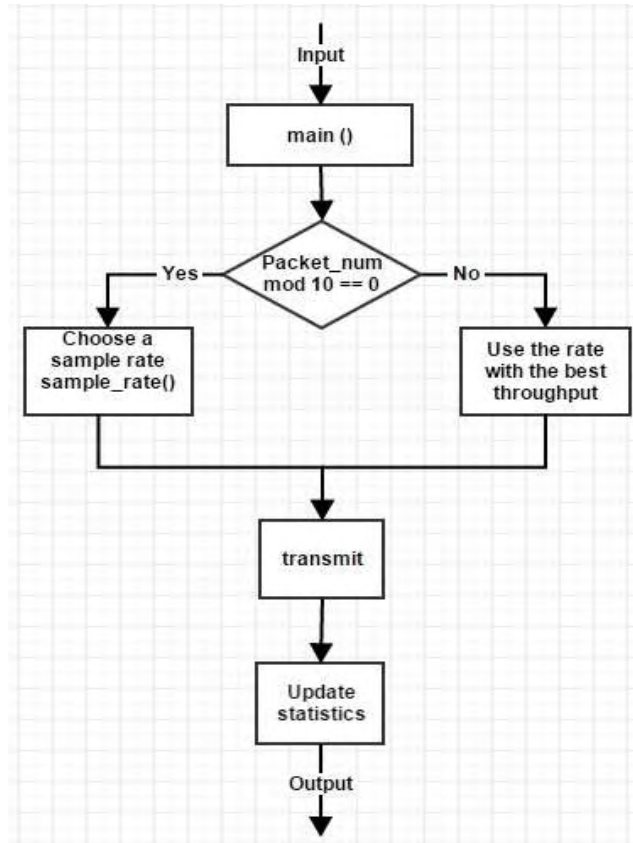 Input
main ()
Packet_num
mod 10 == 0
Yes
No
Choose a
sample rate
sample_rate()
Use the rate
with the best
throughput
transmit
Update
statistics
Output